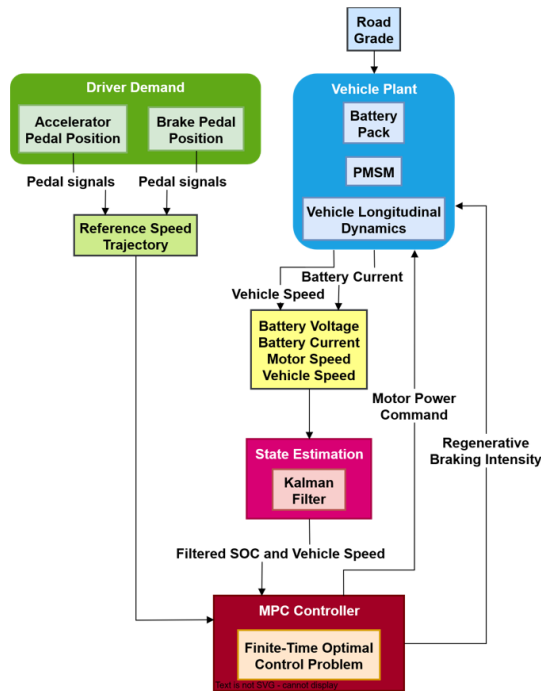 Road
Grade
Driver Demand
Accelerator
Pedal Position
Brake Pedal
Position
Vehicle Plant
Battery
Pack
PMSM
Vehicle Longitudinal
Dynamics
Pedal signals
Pedal signals
Reference Speed
Trajectory
Battery Current
Vehicle Speed
Battery Voltage
Battery Current
Motor Speed
Vehicle Speed
Motor Power
Command
Regenerative
Braking Intensity
State Estimation
Kalman
Filter
Filtered SOC and Vehicle Speed
MPC Controller
Finite-Time Optimal
Control Problem
Text is not SVG - cannot display